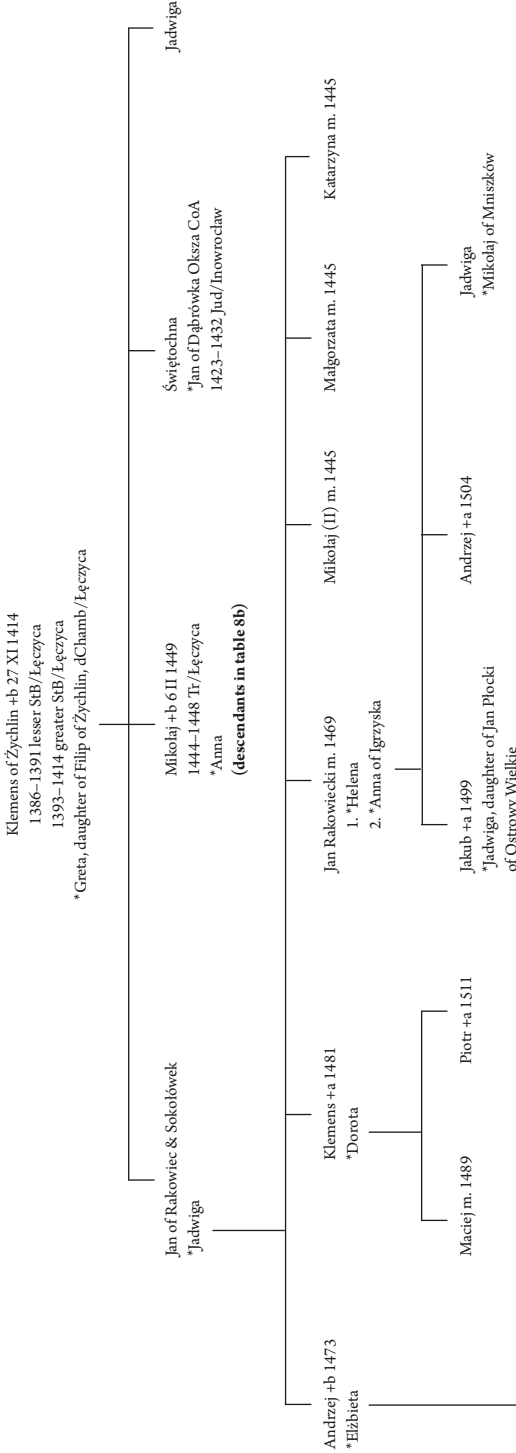 Klemens of Żychlin +b 27 XI 1414
1386–1391 lesser StB/Łęczyca
1393–1414 greater StB/Łęczyca
*Greta, daughter of Filip of Żychlin, dChamb/Łęczyca
Jan of Rakowiec & Sokołówek
*Jadwiga
Mikołaj +b 6 II 1449
1444–1448 Tr/Łęczyca
*Anna
(descendants in table 8b)
Świętochna
*Jan of Dąbrówka Oksza CoA
1423–1432 Jud/Inowrocław
Jadwiga
Andrzej +b 1473
*Elżbieta
Klemens +a 1481
*Dorota
Jan Rakowiecki m. 1469
1. *Helena
2. *Anna of Igrzyska
Mikołaj (II) m. 1445
Małgorzata m. 1445
Katarzyna m. 1445
Maciej m. 1489
Piotr +a 1511
Jakub +a 1499
*Jadwiga, daughter of Jan Płocki
of Ostrowy Wielkie
Andrzej +a 1504
Jadwiga
*Mikołaj of Mniszków